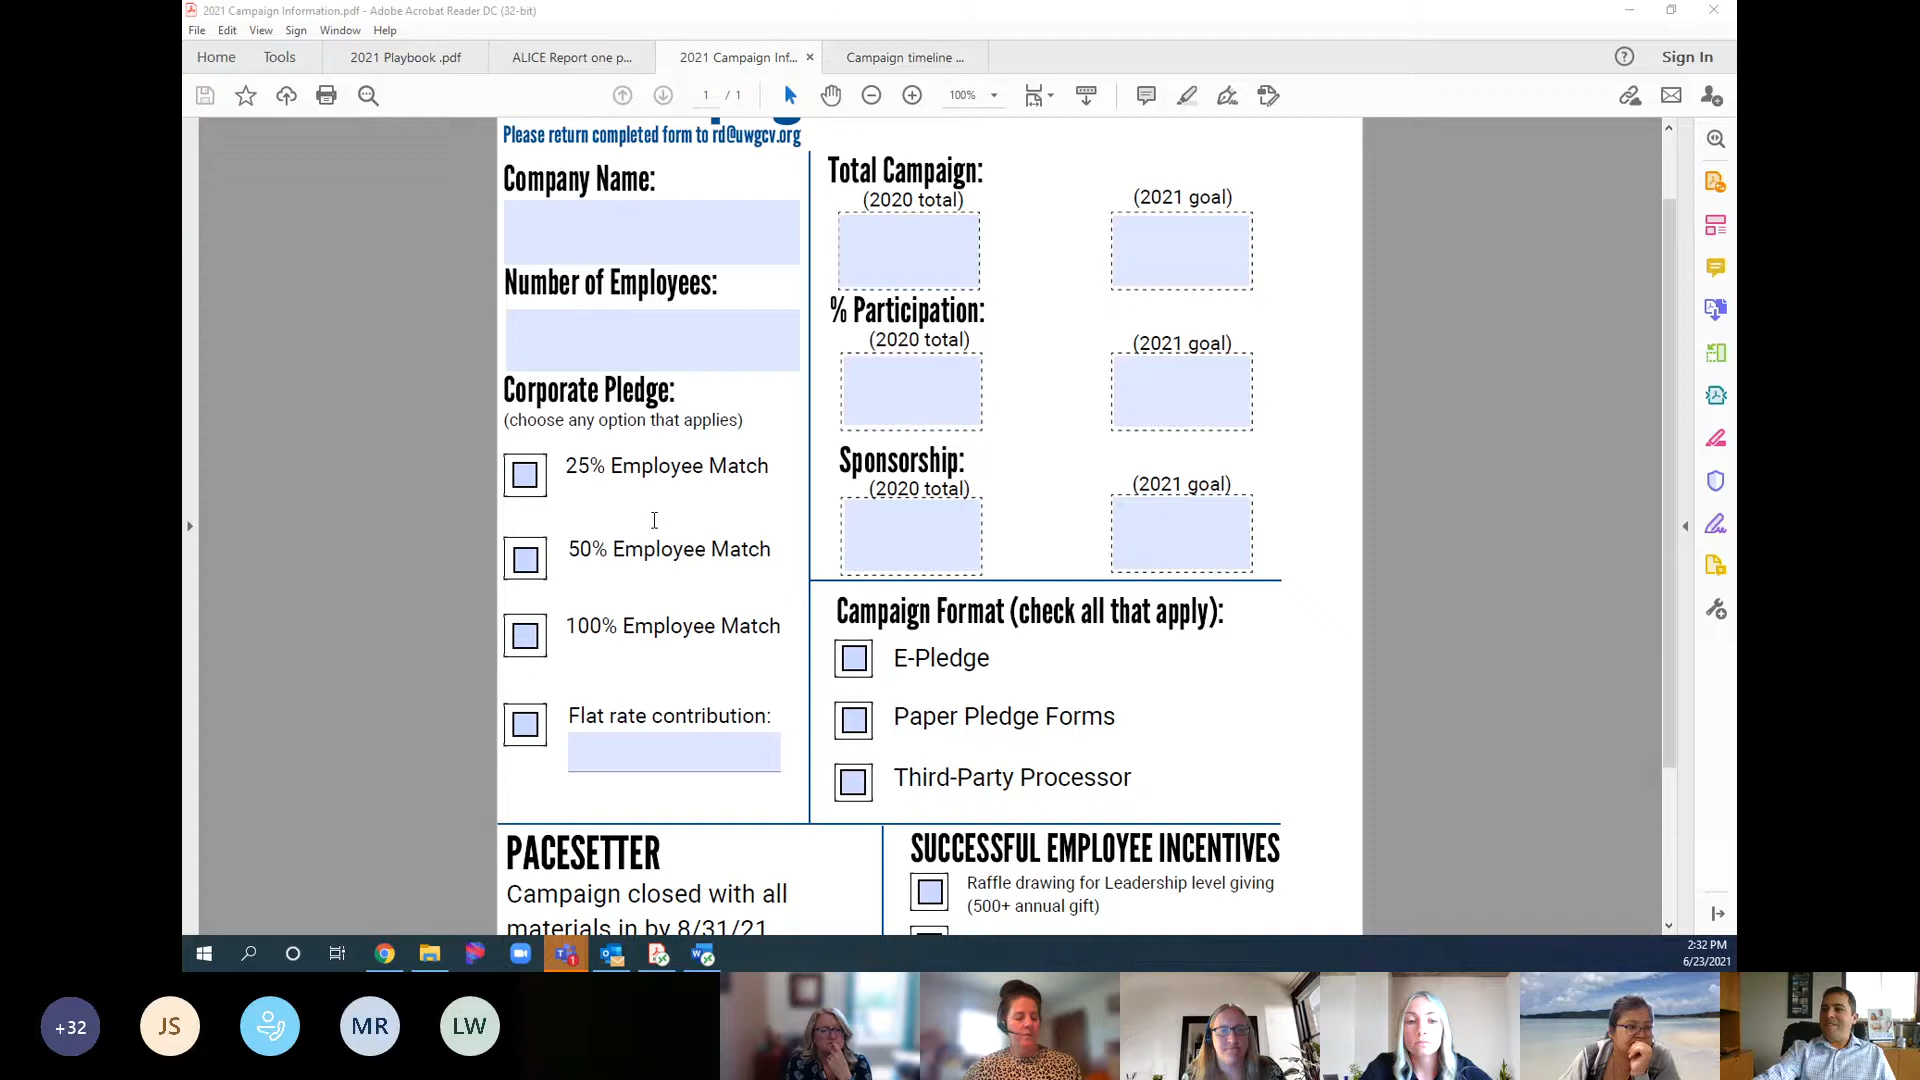 2021 Campaign Information.pdf - Adobe Acrobat Reader DC (32-bit)
File Edit View Sign Window Help
Home Tools 2021 Playbook .pdf ALICE Report one p... 2021 Campaign Inf... × Campaign timeline ... Sign In
1 / 1 100%
Please return completed form to rd@uwgcv.org
Company Name:
Number of Employees:
Corporate Pledge:
(choose any option that applies)
25% Employee Match
50% Employee Match
100% Employee Match
Flat rate contribution:
Total Campaign:
(2020 total) (2021 goal)
% Participation:
(2020 total) (2021 goal)
Sponsorship:
(2020 total) (2021 goal)
Campaign Format (check all that apply):
E-Pledge
Paper Pledge Forms
Third-Party Processor
PACESETTER
Campaign closed with all
materials in by 8/31/21
SUCCESSFUL EMPLOYEE INCENTIVES
Raffle drawing for Leadership level giving
(500+ annual gift)
2:32 PM
6/23/2021
+32 JS MR LW